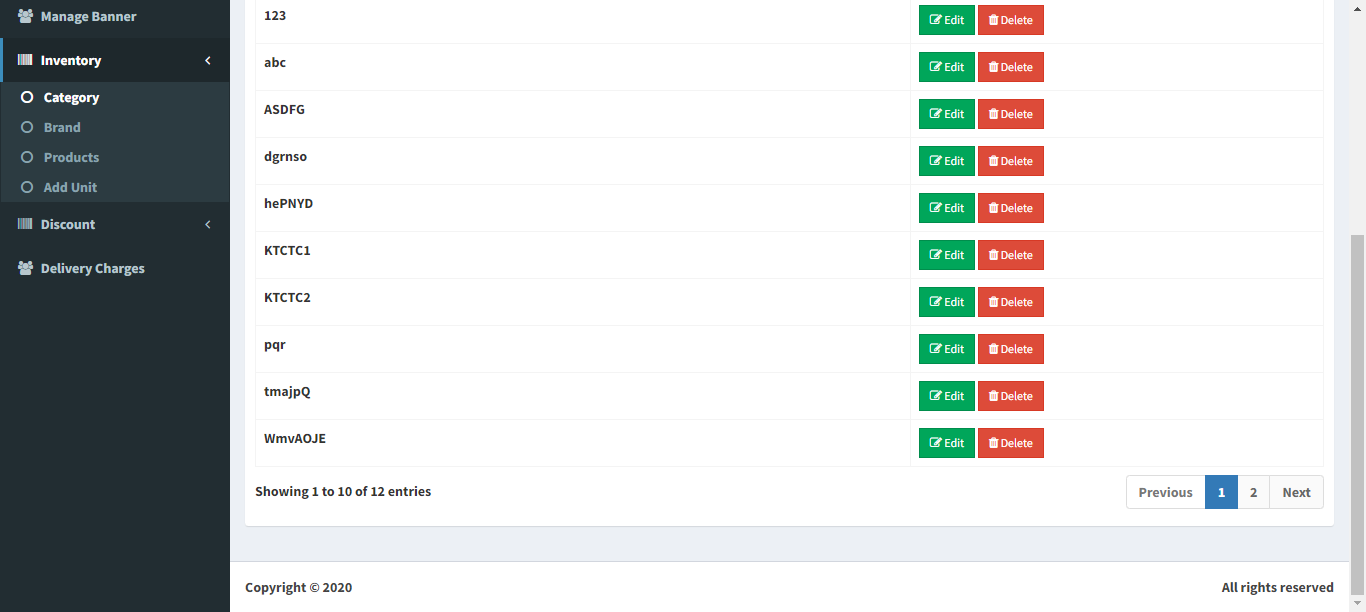 Manage Banner
Inventory
Category
Brand
Products
Add Unit
Discount
Delivery Charges
123 Edit Delete
abc Edit Delete
ASDFG Edit Delete
dgrnso Edit Delete
hePNYD Edit Delete
KTCTC1 Edit Delete
KTCTC2 Edit Delete
pqr Edit Delete
tmajpQ Edit Delete
WmvAOJE Edit Delete
Showing 1 to 10 of 12 entries Previous 1 2 Next
Copyright © 2020 All rights reserved